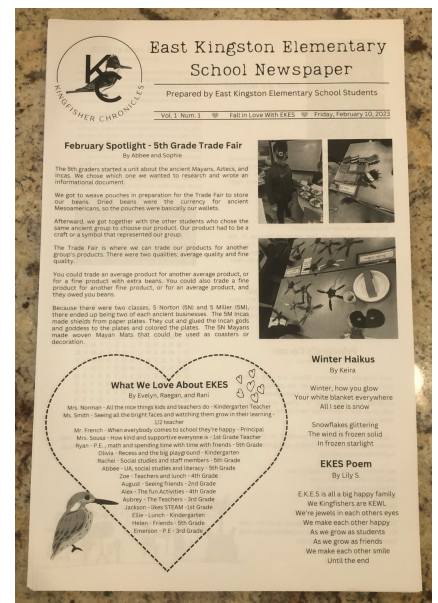 KC
KINGFISHER CHRONICLES
East Kingston Elementary
School Newspaper
Prepared by East Kingston Elementary School Students
Vol. 1 Num. 1 Fall in Love With EKES Friday, February 10, 2023
February Spotlight - 5th Grade Trade Fair
By Abbee and Sophie
The 5th graders started a unit about the ancient Mayans, Aztecs, and
Incas. We chose which one we wanted to research and wrote an
informational document.
We got to weave pouches in preparation for the Trade Fair to store
our beans. Dried beans were the currency for ancient
Mesoamericans, so the pouches were basically our wallets.
Afterward, we got together with the other students who chose the
same ancient group to choose our product. Our product had to be a
craft or a symbol that represented our group.
The Trade Fair is where we can trade our products for another
group's products. There were two qualities; average quality and fine
quality.
You could trade an average product for another average product, or
for a fine product with extra beans. You could also trade a fine
product for another fine product, or for an average product, and
they owed you beans.
Because there were two classes, 5 Norton (5N) and 5 Miller (5M),
there ended up being two of each ancient businesses. The 5M Incas
made shields from paper plates. They cut and glued the incan gods
and goddess to the plates and colored the plates. The 5N Mayans
made woven Mayan Mats that could be used as coasters or
decoration.
What We Love About EKES
By Evelyn, Raegan, and Rani
Mrs. Norman - All the nice things kids and teachers do - Kindergarten Teacher
Ms. Smith - Seeing all the bright faces and watching them grow in their learning -
1/2 teacher
Mr. French - When everybody comes to school they're happy - Principal
Mrs. Sousa - How kind and supportive everyone is - 1st Grade Teacher
Ryan - P.E., math and spending time with friends - 5th Grade
Olivia - Recess and the big playground - Kindergarten
Rachel - Social studies and staff members - 5th Grade
Abbee - UA, social studies and literacy - 5th Grade
Zoe - Teachers and lunch - 4th Grade
August - Seeing friends - 2nd Grade
Alex - The fun Activities - 4th Grade
Aubrey - The Teachers - 3rd Grade
Jackson - Likes STEAM -1st Grade
Ellie - Lunch - Kindergarten
Helen - Friends - 5th Grade
Emerson - P.E - 3rd Grade
Winter Haikus
By Keira
Winter, how you glow
Your white blanket everywhere
All I see is snow
Snowflakes glittering
The wind is frozen solid
In frozen starlight
EKES Poem
By Lily S.
E.K.E.S is all a big happy family
We Kingfishers are KEWL
We're jewels in each others eyes
We make each other happy
As we grow as students
As we grow as friends
We make each other smile
Until the end